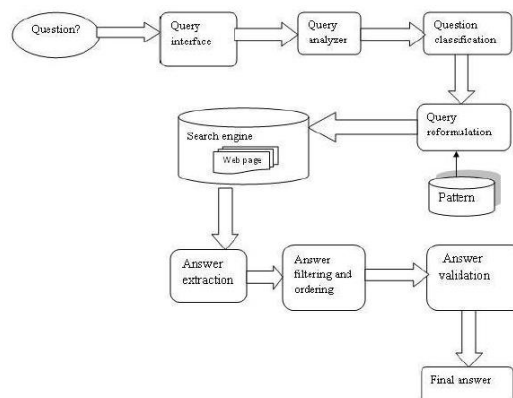 Question?
Query
interface
Query
analyzer
Question
classification
Query
reformulation
Search engine
Web page
Pattern
Answer
extraction
Answer
filtering and
ordering
Answer
validation
Final answer